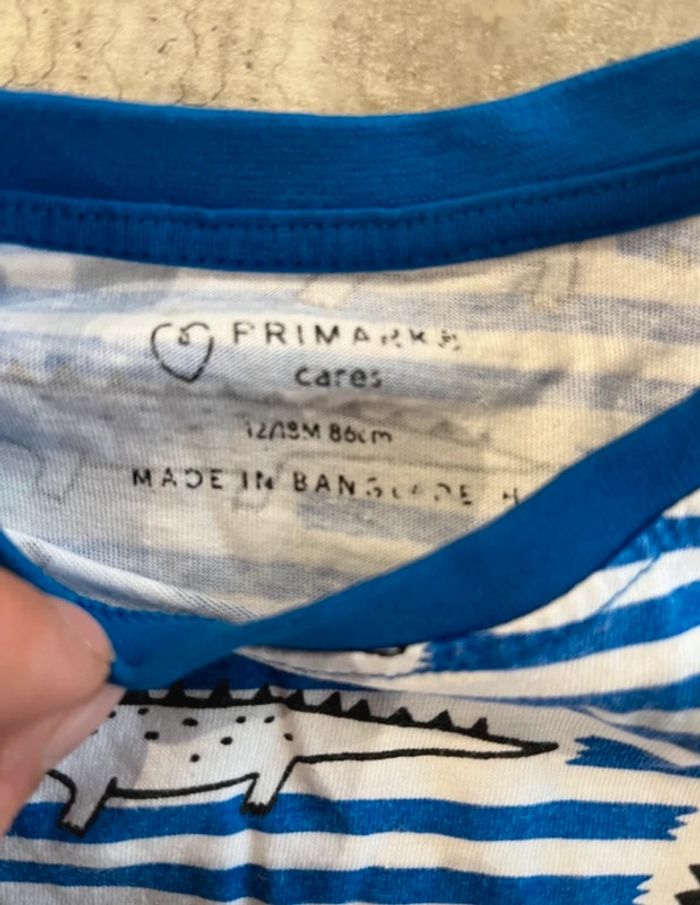 PRIMARK
cares
12/18M 86cm
MADE IN BANGLADESH